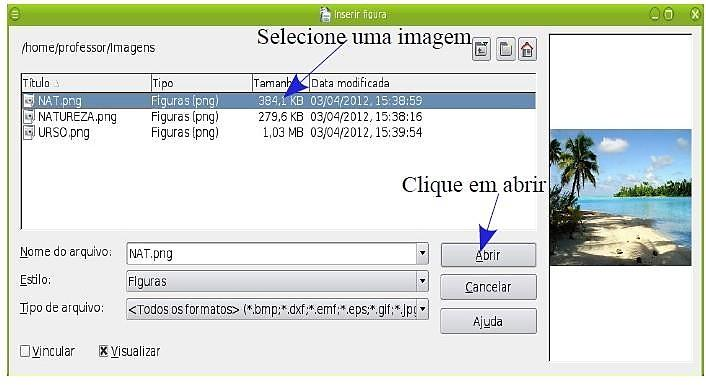 Inserir figura
Selecione uma imagem
/home/professor/Imagens
Título Tipo Tamanho Data modificada
NAT.png Figuras (png) 384,1 KB 03/04/2012, 15:38:59
NATUREZA.png Figuras (png) 279,6 KB 03/04/2012, 15:38:16
URSO.png Figuras (png) 1,03 MB 03/04/2012, 15:39:54
Clique em abrir
Nome do arquivo: NAT.png Abrir
Estilo: Figuras Cancelar
Tipo de arquivo: <Todos os formatos> (*.bmp;*.dxf;*.emf;*.eps;*.gif;*.jpg Ajuda
Vincular Visualizar